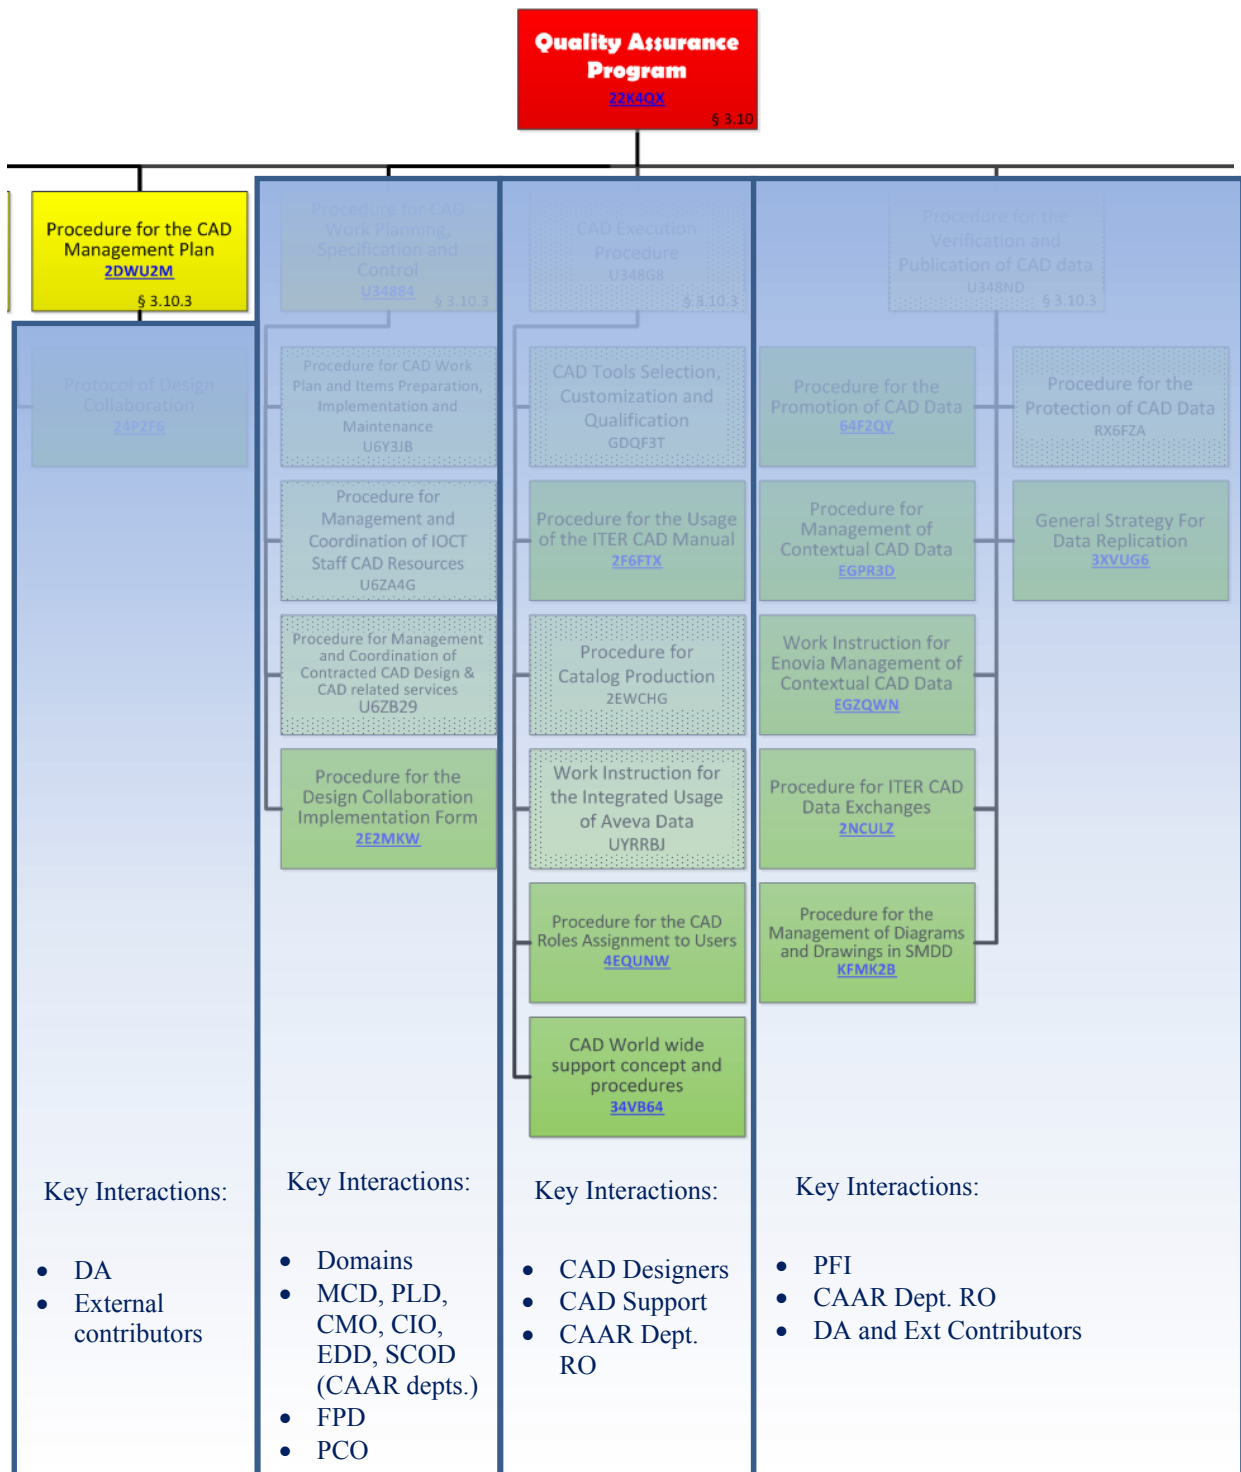 Quality Assurance
Program
22K4QX
§ 3.10
Procedure for the CAD
Management Plan
2DWU2M
§ 3.10.3
Procedure for CAD
Work Planning,
Specification and
Control
U34884
§ 3.10.3
CAD Execution
Procedure
U348G8
§ 3.10.3
Procedure for the
Verification and
Publication of CAD data
U348ND
§ 3.10.3
Protocol of Design
Collaboration
24P2F6
Procedure for CAD Work
Plan and Items Preparation,
Implementation and
Maintenance
U6Y3JB
Procedure for
Management and
Coordination of IOCT
Staff CAD Resources
U6ZA4G
Procedure for Management
and Coordination of
Contracted CAD Design &
CAD related services
U6ZB29
Procedure for the
Design Collaboration
Implementation Form
2E2MKW
CAD Tools Selection,
Customization and
Qualification
GDQF3T
Procedure for the Usage
of the ITER CAD Manual
2F6FTX
Procedure for
Catalog Production
2EWCHG
Work Instruction for
the Integrated Usage
of Aveva Data
UYRRBJ
Procedure for the CAD
Roles Assignment to Users
4EQUNW
CAD World wide
support concept and
procedures
34VB64
Procedure for the
Promotion of CAD Data
64F2QY
Procedure for
Management of
Contextual CAD Data
EGPR3D
Work Instruction for
Enovia Management of
Contextual CAD Data
EGZQWN
Procedure for ITER CAD
Data Exchanges
2NCULZ
Procedure for the
Management of Diagrams
and Drawings in SMDD
KFMK2B
Procedure for the
Protection of CAD Data
RX6FZA
General Strategy For
Data Replication
3XVUG6
Key Interactions:
• DA
• External
contributors
Key Interactions:
• Domains
• MCD, PLD,
CMO, CIO,
EDD, SCOD
(CAAR depts.)
• FPD
• PCO
Key Interactions:
• CAD Designers
• CAD Support
• CAAR Dept.
RO
Key Interactions:
• PFI
• CAAR Dept. RO
• DA and Ext Contributors